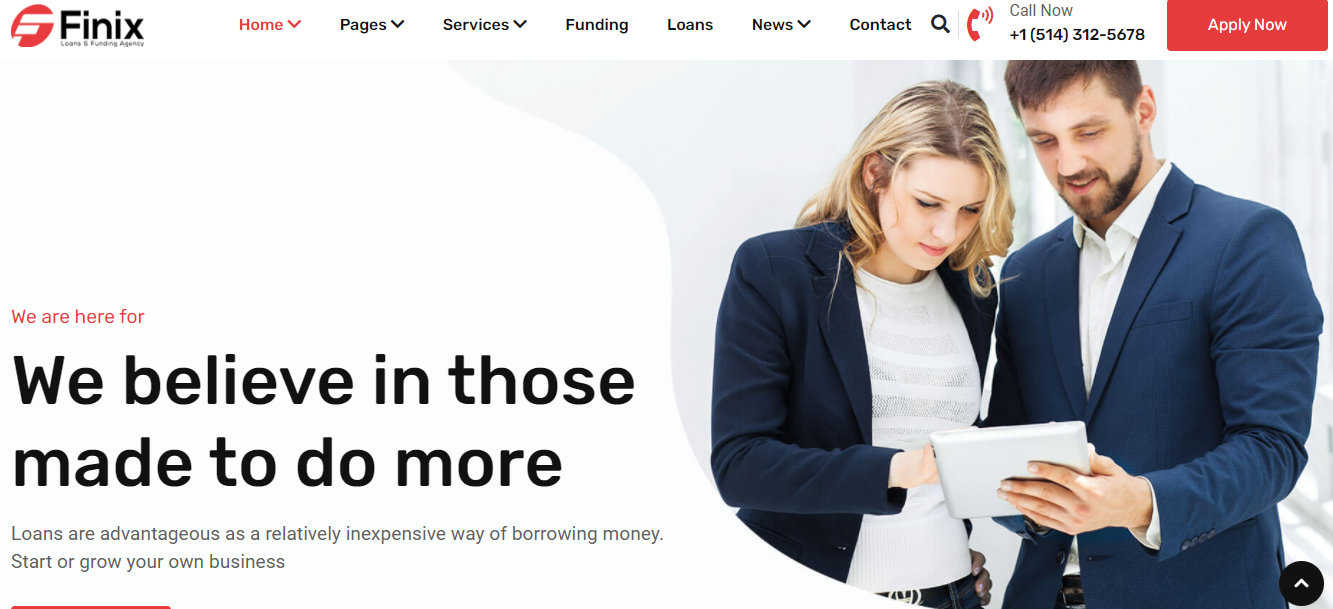 Finix
Loans & Funding Agency
Home
Pages
Services
Funding
Loans
News
Contact
Call Now
+1 (514) 312-5678
Apply Now
We are here for
We believe in those
made to do more
Loans are advantageous as a relatively inexpensive way of borrowing money.
Start or grow your own business